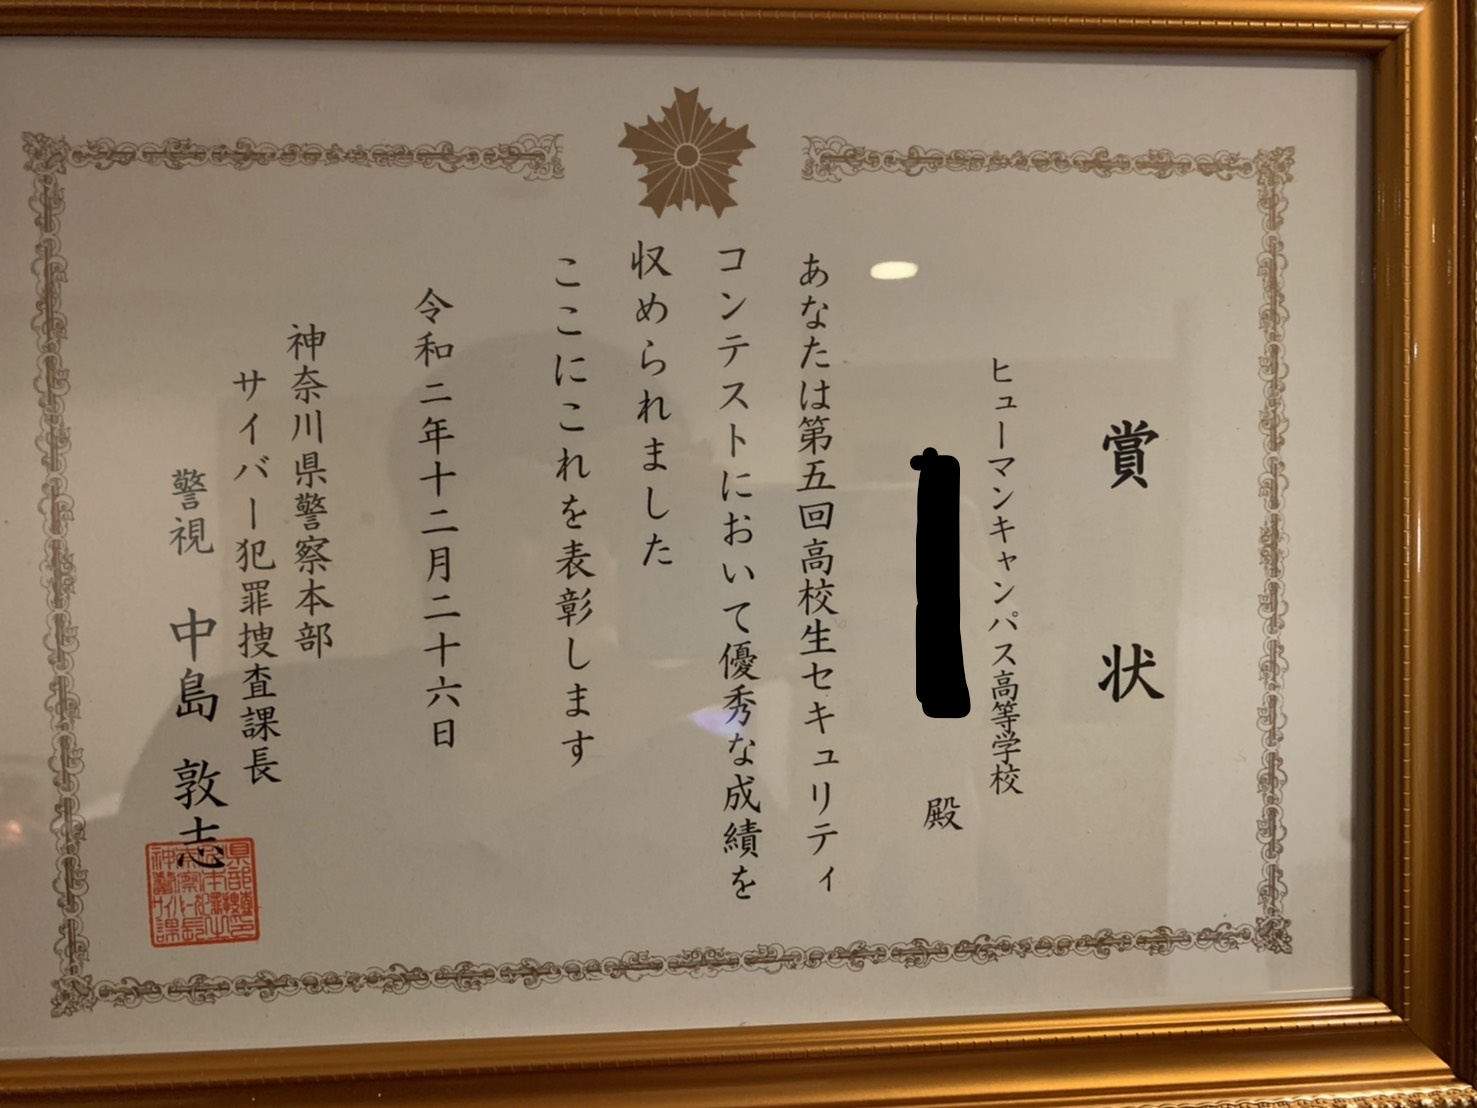 賞状
ヒューマンキャンパス高等学校
殿
あなたは第五回高校生セキュリティ
コンテストにおいて優秀な成績を
収められました
ここにこれを表彰します
令和二年十二月二十六日
神奈川県警察本部
サイバー犯罪捜査課長
警視 中島 敦志